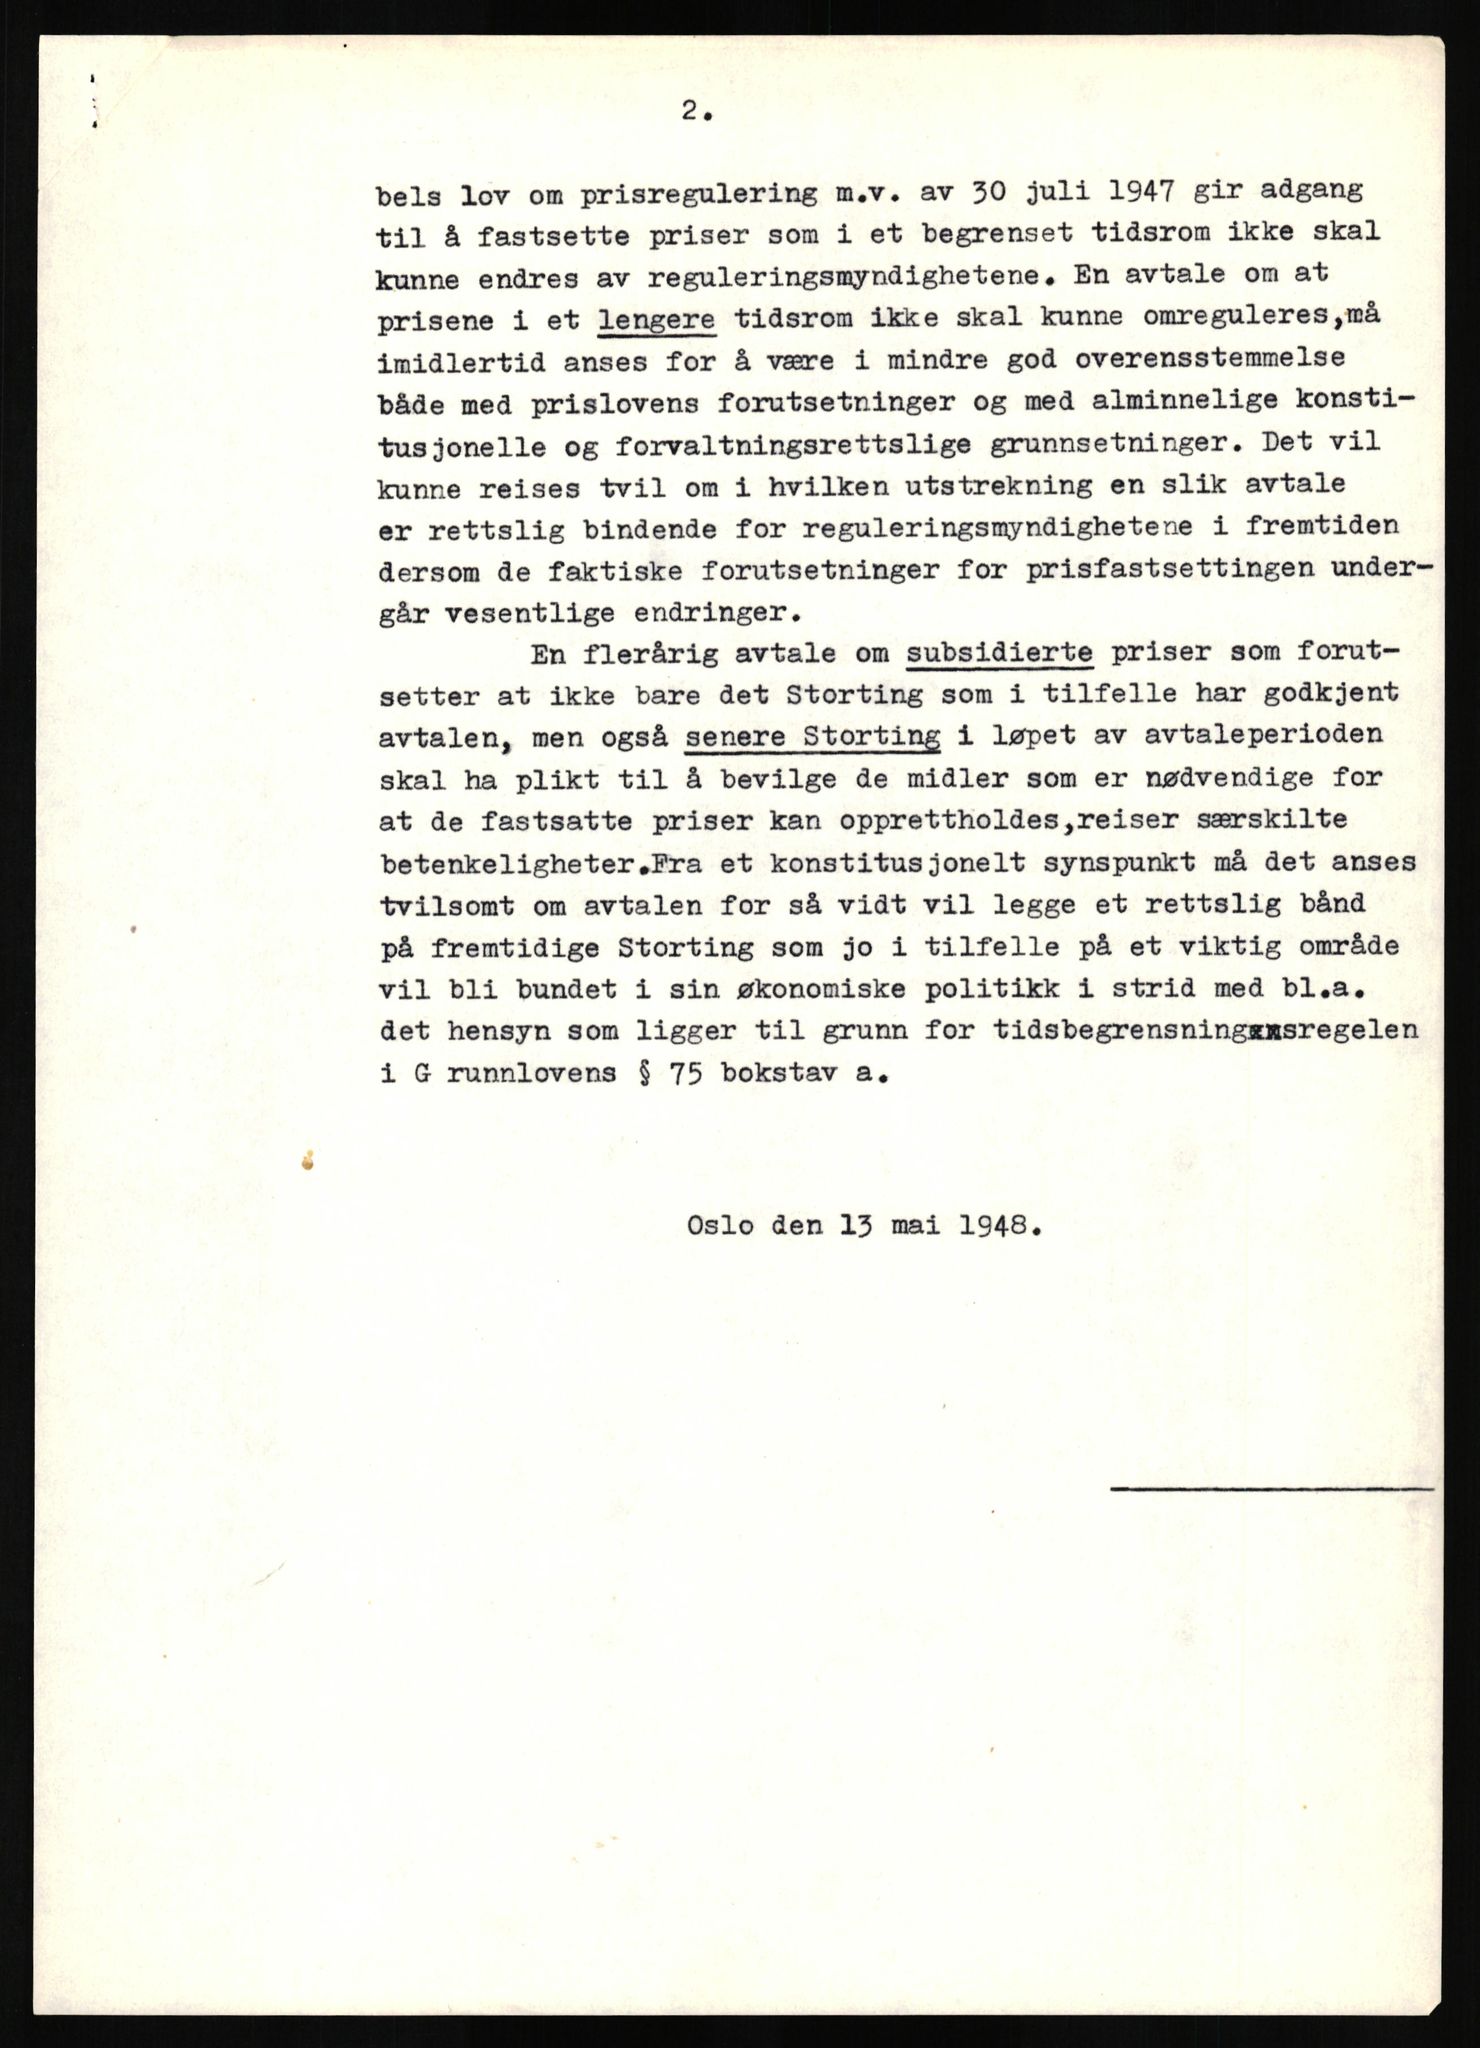 2.
bels lov om prisregulering m.v. av 30 juli 1947 gir adgang
til å fastsette priser som i et begrenset tidsrom ikke skal
kunne endres av reguleringsmyndighetene. En avtale om at
prisene i et lengere tidsrom ikke skal kunne omreguleres,må
imidlertid anses for å være i mindre god overensstemmelse
både med prislovens forutsetninger og med alminnelige konsti-
tusjonelle og forvaltningsrettslige grunnsetninger. Det vil
kunne reises tvil om i hvilken utstrekning en slik avtale
er rettslig bindende for reguleringsmyndighetene i fremtiden
dersom de faktiske forutsetninger for prisfastsettingen under-
går vesentlige endringer.
En flerårig avtale om subsidierte priser som forut-
setter at ikke bare det Storting som i tilfelle har godkjent
avtalen, men også senere Storting i løpet av avtaleperioden
skal ha plikt til å bevilge de midler som er nødvendige for
at de fastsatte priser kan opprettholdes,reiser særskilte
betenkeligheter.Fra et konstitusjonelt synspunkt må det anses
tvilsomt om avtalen for så vidt vil legge et rettslig bånd
på fremtidige Storting som jo i tilfelle på et viktig område
vil bli bundet i sin økonomiske politikk i strid med bl.a.
det hensyn som ligger til grunn for tidsbegrensningxxsregelen
i G runnlovens § 75 bokstav a.
Oslo den 13 mai 1948.